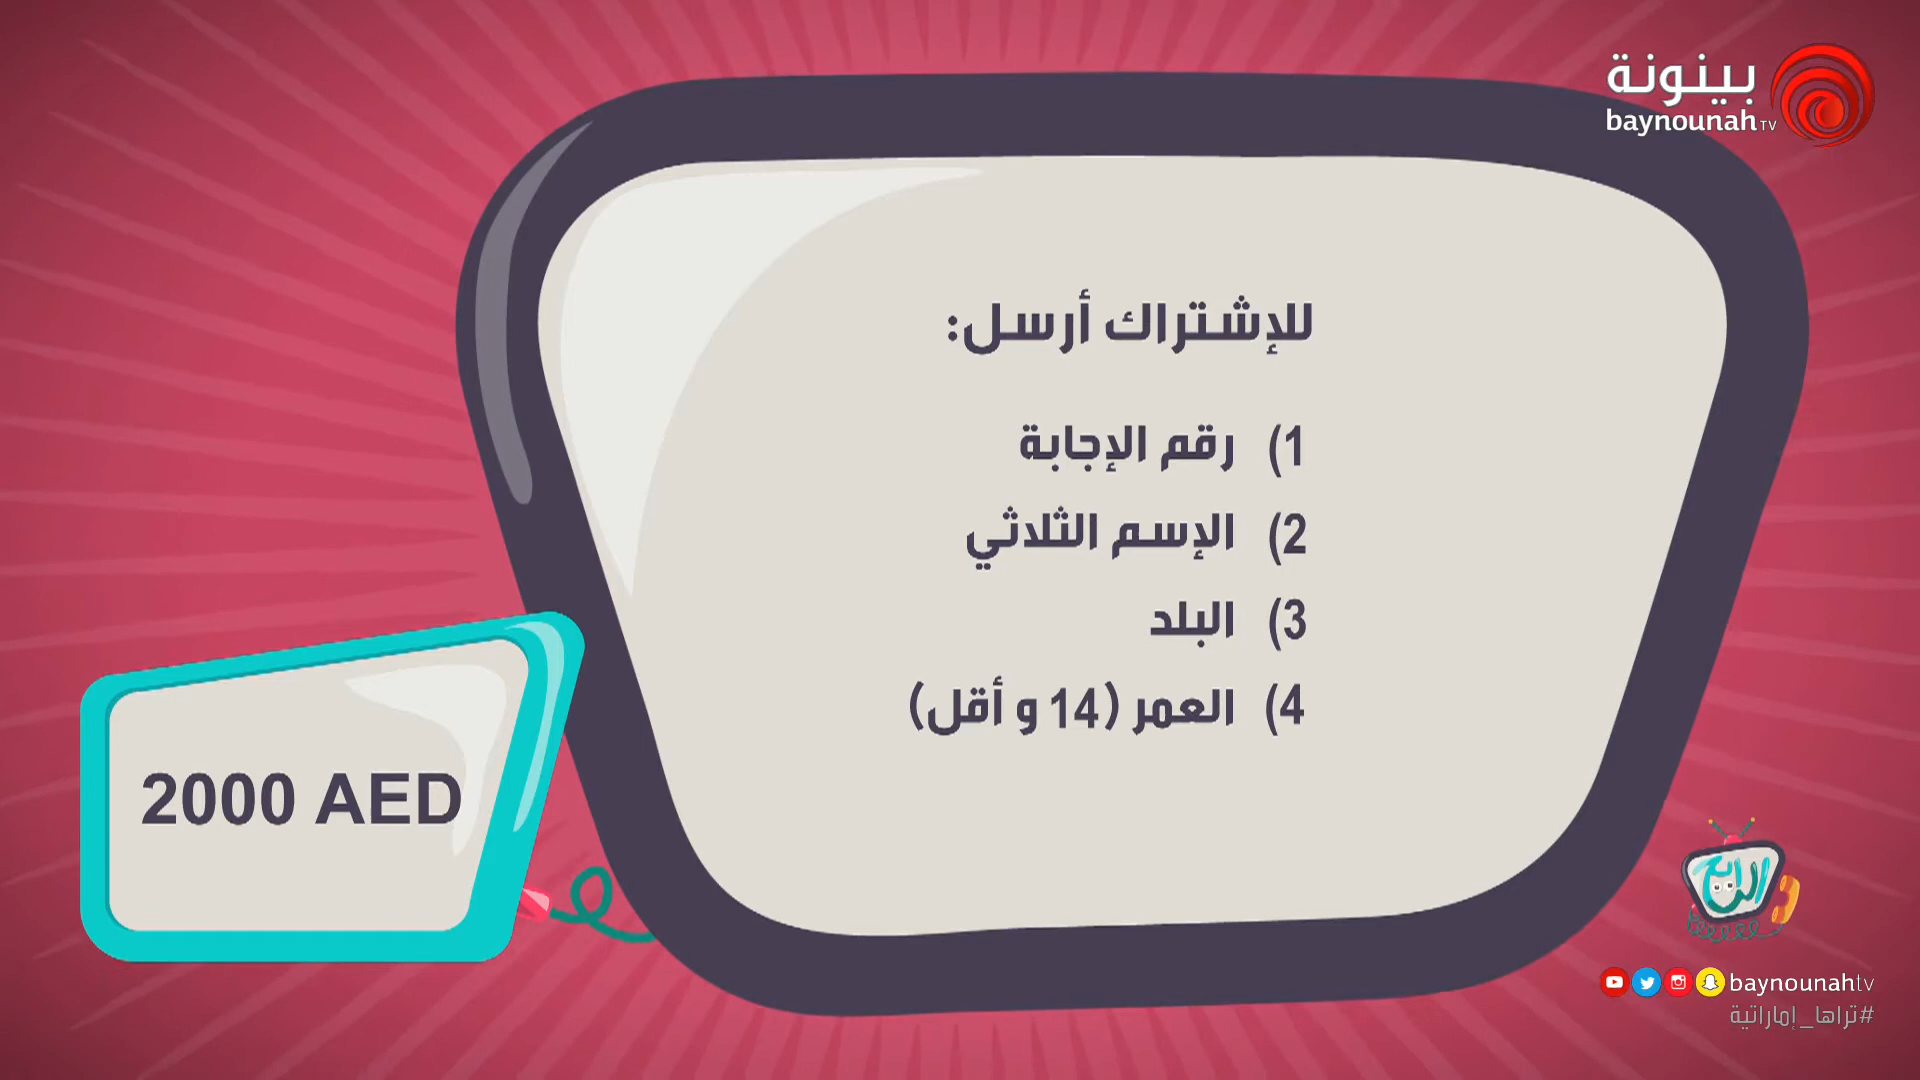 بينونة
baynounah TV
للإشتراك أرسل:
1) رقم الإجابة
2) الإسم الثلاثي
3) البلد
4) العمر (14 و أقل)
2000 AED
الرابح
baynounahtv
#تراها_إماراتية